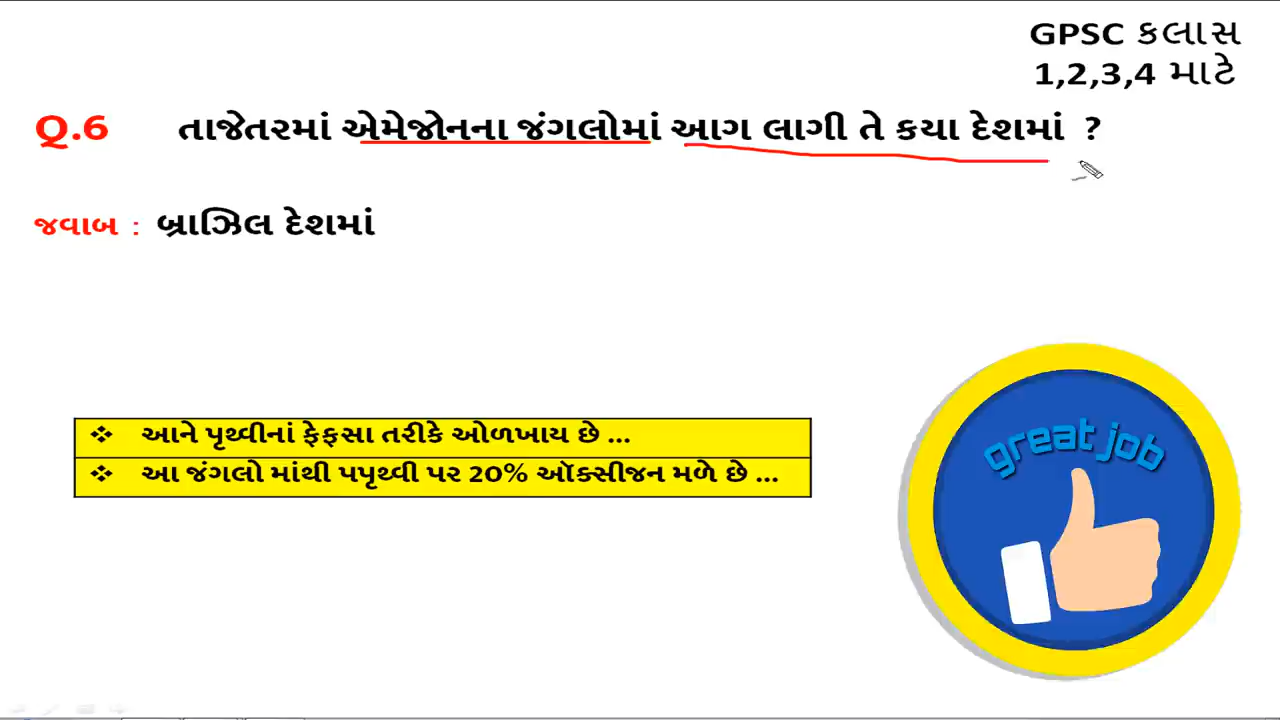 GPSC કલાસ
1,2,3,4 માટે
Q.6 તાજેતરમાં એમેજોનના જંગલોમાં આગ લાગી તે કયા દેશમાં ?
જવાબ : બ્રાઝિલ દેશમાં
❖ આને પૃથ્વીનાં ફેફસા તરીકે ઓળખાય છે ...
❖ આ જંગલો માંથી પપૃથ્વી પર 20% ઑક્સીજન મળે છે ...
great job